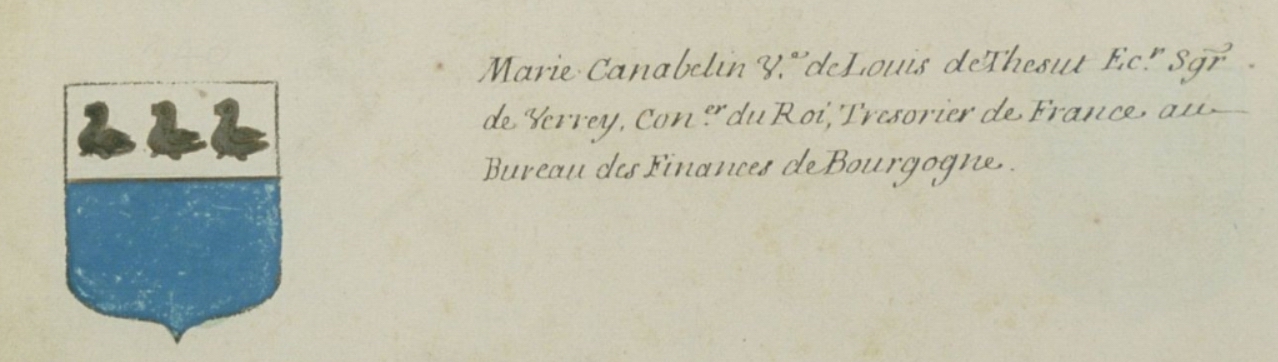 Marie Canabelin V.e de Louis de Thesut Ec.r Sgr
de Verrey, Con.er du Roi, Tresorier de France au
Bureau des Finances de Bourgogne.